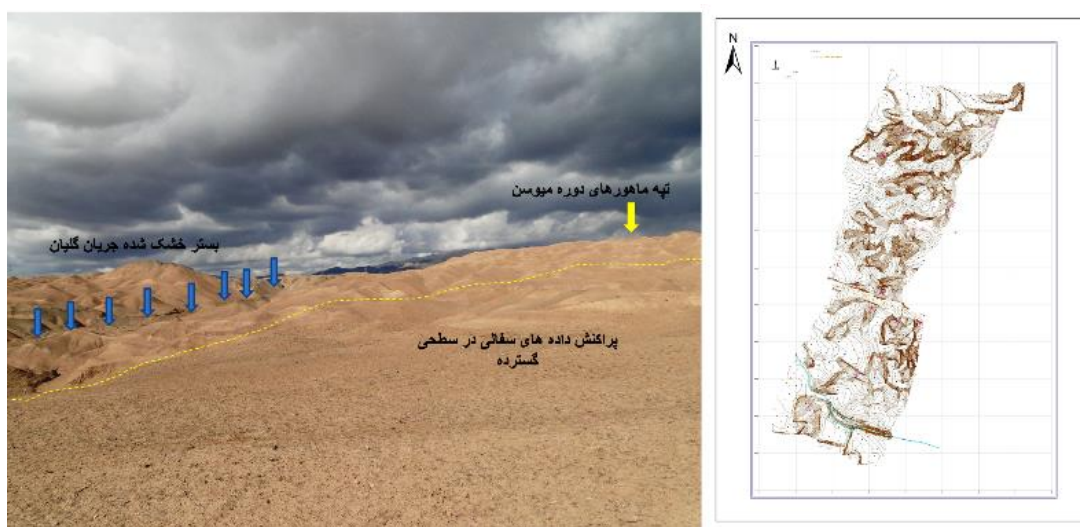 تپه ماهورهای دوره میوسن
بستر خشک شده جریان گلیان
پراکنش داده های سفالی در سطحی
گسترده
N